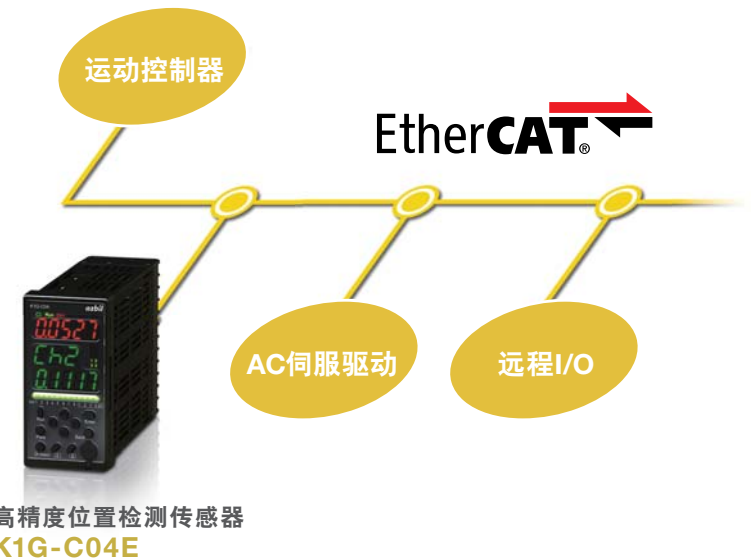 运动控制器
EtherCAT®
azbil
0.0527
Ch2
0.1117
AC伺服驱动
远程I/O
高精度位置检测传感器
K1G-C04E